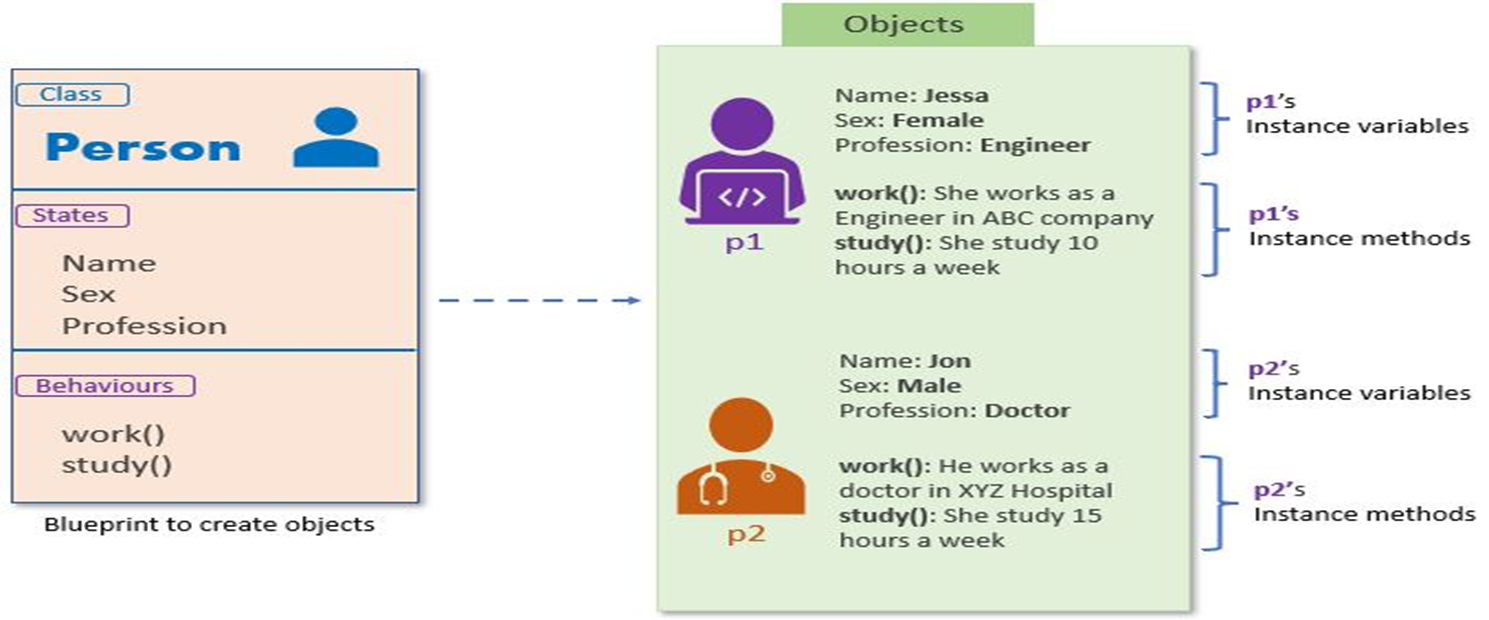 Class
Person
States
Name
Sex
Profession
Behaviours
work()
study()
Blueprint to create objects
Objects
</>
p1
Name: Jessa
Sex: Female
Profession: Engineer
work(): She works as a
Engineer in ABC company
study(): She study 10
hours a week
p1's
Instance variables
p1's
Instance methods
p2
Name: Jon
Sex: Male
Profession: Doctor
work(): He works as a
doctor in XYZ Hospital
study(): She study 15
hours a week
p2's
Instance variables
p2's
Instance methods